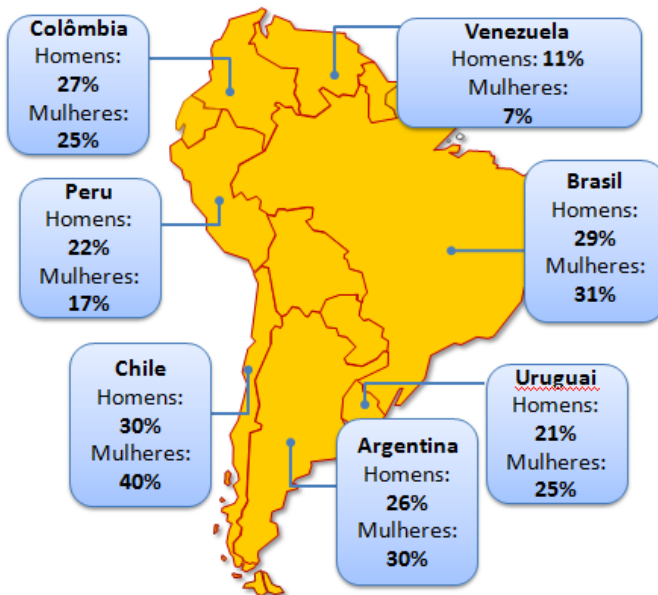 Colômbia
Homens:
27%
Mulheres:
25%
Venezuela
Homens: 11%
Mulheres:
7%
Peru
Homens:
22%
Mulheres:
17%
Brasil
Homens:
29%
Mulheres:
31%
Chile
Homens:
30%
Mulheres:
40%
Uruguai
Homens:
21%
Mulheres:
25%
Argentina
Homens:
26%
Mulheres:
30%